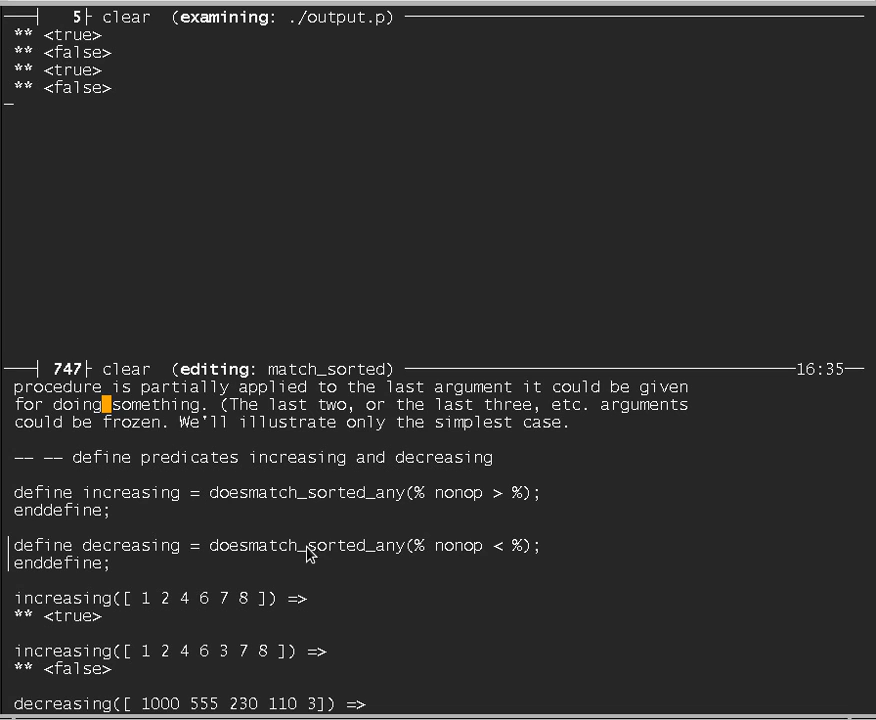 5 clear (examining: ./output.p)
** <true>
** <false>
** <true>
** <false>
747 clear (editing: match_sorted) 16:35
procedure is partially applied to the last argument it could be given
for doing something. (The last two, or the last three, etc. arguments
could be frozen. We'll illustrate only the simplest case.
-- -- define predicates increasing and decreasing
define increasing = doesmatch_sorted_any(% nonop > %);
enddefine;
define decreasing = doesmatch_sorted_any(% nonop < %);
enddefine;
increasing([ 1 2 4 6 7 8 ]) =>
** <true>
increasing([ 1 2 4 6 3 7 8 ]) =>
** <false>
decreasing([ 1000 555 230 110 3]) =>